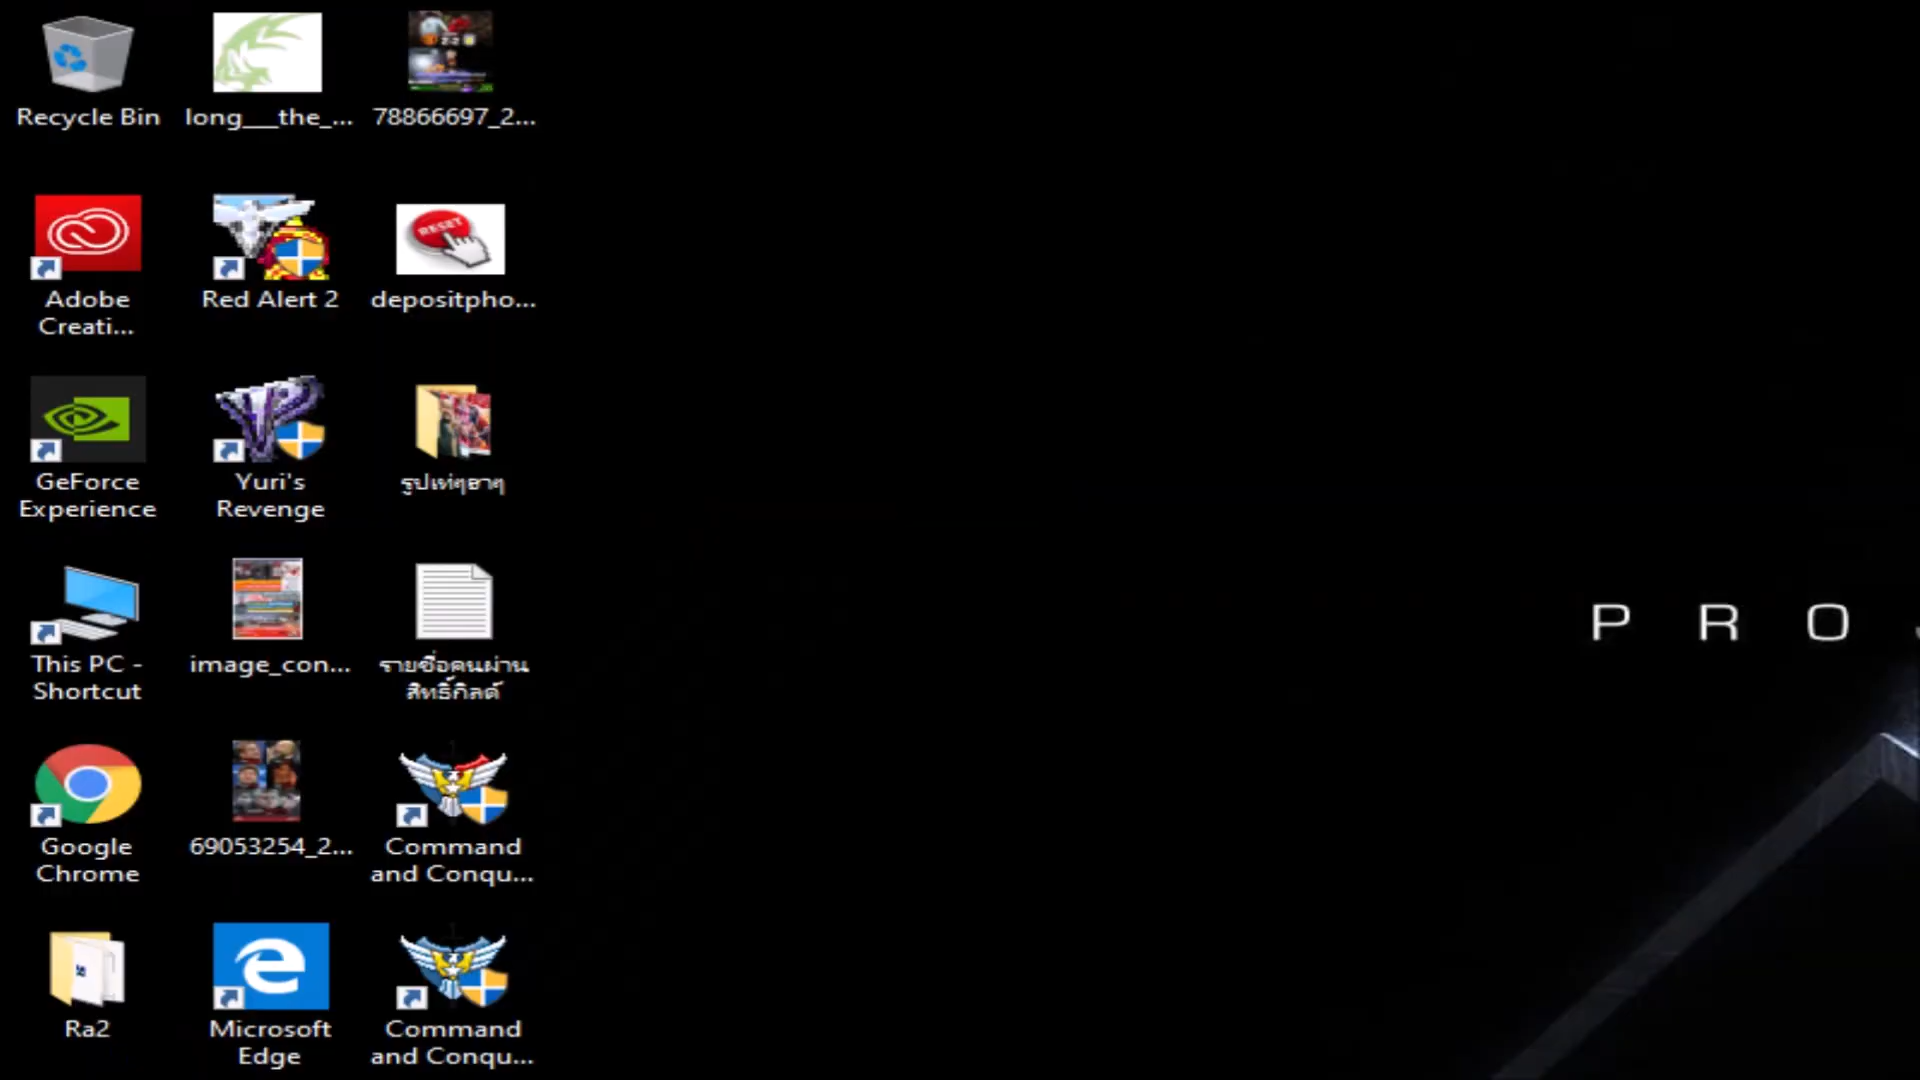 Recycle Bin
long___the_...
78866697_2...
RESET
Adobe
Creati...
Red Alert 2
depositpho...
GeForce
Experience
Yuri's
Revenge
รูปเท่ๆฮาๆ
This PC -
Shortcut
image_con...
รายชื่อคนผ่าน
สิทธิ์กิลด์
Google
Chrome
69053254_2...
Command
and Conqu...
Ra2
Microsoft
Edge
Command
and Conqu...
P R O